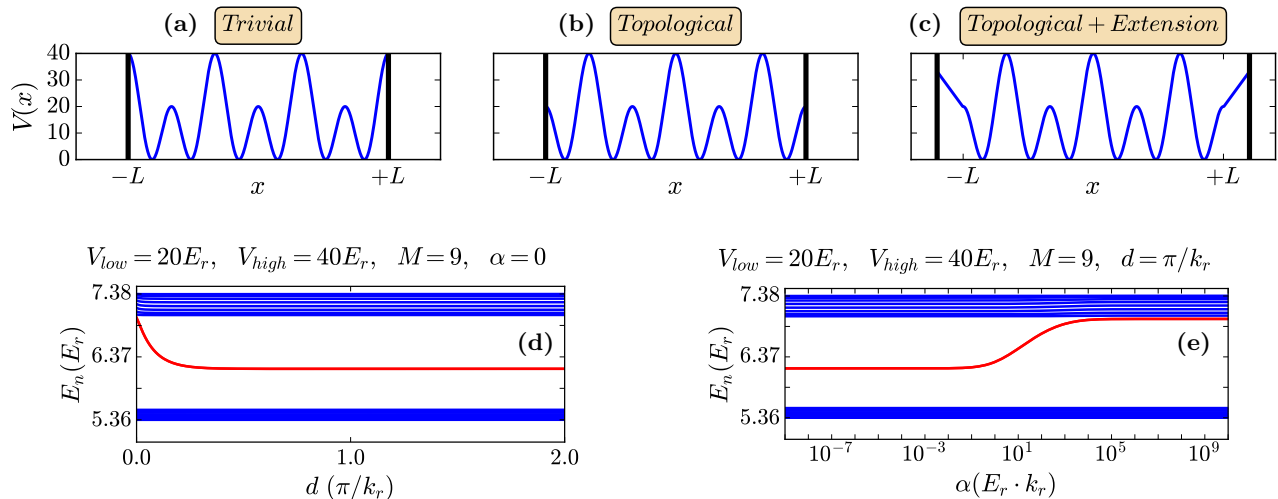 (a) Trivial
(b) Topological
(c) Topological + Extension
V(x)
40
30
20
10
0
−L
x
+L
−L
x
+L
−L
x
+L
V_low = 20E_r, V_high = 40E_r, M = 9, α = 0
E_n(E_r)
7.38
6.37
5.36
(d)
0.0
1.0
2.0
d (π/k_r)
V_low = 20E_r, V_high = 40E_r, M = 9, d = π/k_r
E_n(E_r)
7.38
6.37
5.36
(e)
10^−7
10^−3
10^1
10^5
10^9
α(E_r · k_r)